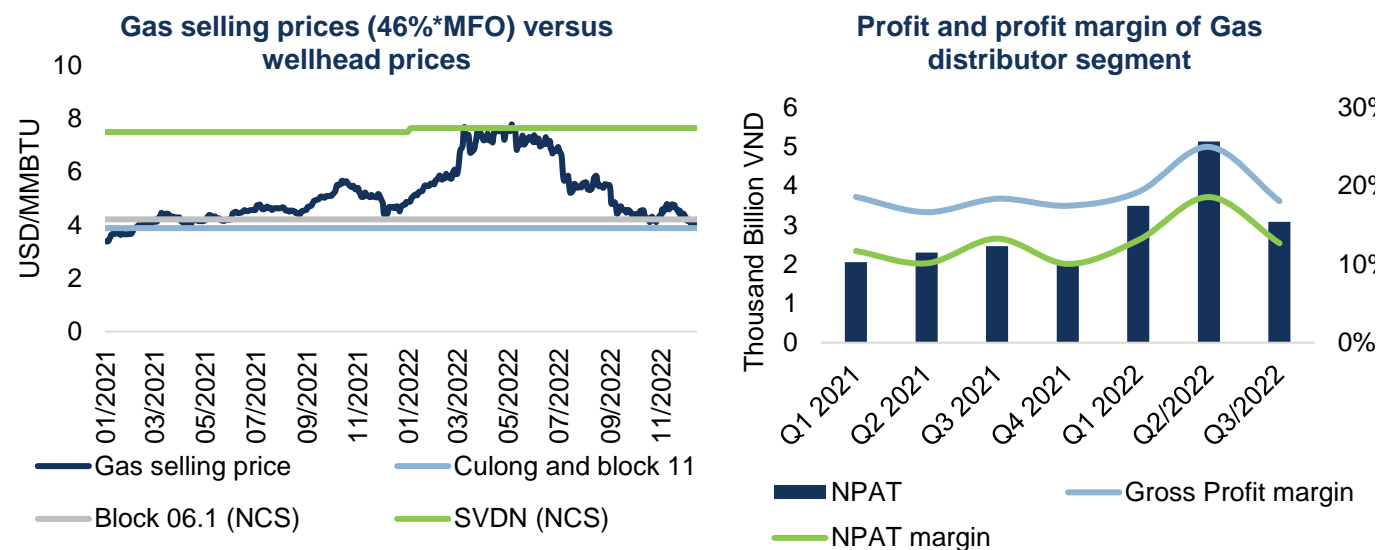 Gas selling prices (46%*MFO) versus
wellhead prices
USD/MMBTU
10
8
6
4
2
0
01/2021
03/2021
05/2021
07/2021
09/2021
11/2021
01/2022
03/2022
05/2022
07/2022
09/2022
11/2022
Gas selling price
Culong and block 11
Block 06.1 (NCS)
SVDN (NCS)
Profit and profit margin of Gas
distributor segment
Thousand Billion VND
6
5
4
3
2
1
0
30%
20%
10%
0%
Q1 2021
Q2 2021
Q3 2021
Q4 2021
Q1 2022
Q2/2022
Q3/2022
NPAT
Gross Profit margin
NPAT margin